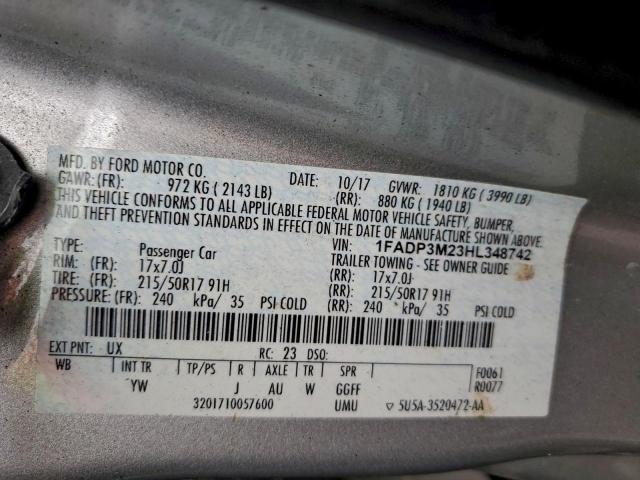 MFD. BY FORD MOTOR CO. DATE: 10/17 GVWR: 1810 KG ( 3990 LB)
GAWR: (FR): 972 KG ( 2143 LB) (RR): 880 KG ( 1940 LB)
THIS VEHICLE CONFORMS TO ALL APPLICABLE FEDERAL MOTOR VEHICLE SAFETY, BUMPER,
AND THEFT PREVENTION STANDARDS IN EFFECT ON THE DATE OF MANUFACTURE SHOWN ABOVE.
VIN: 1FADP3M23HL348742
TYPE: Passenger Car TRAILER TOWING - SEE OWNER GUIDE
RIM: (FR): 17x7.0J (RR): 17x7.0J
TIRE: (FR): 215/50R17 91H (RR): 215/50R17 91H
PRESSURE: (FR): 240 kPa/ 35 PSI COLD (RR): 240 kPa/ 35 PSI COLD
EXT PNT: UX RC: 23 DSO:
WB INT TR TP/PS R AXLE TR SPR F0061
YW J AU W GGFF R0077
3201710057600 UMU ▽ 5U5A-3520472-AA